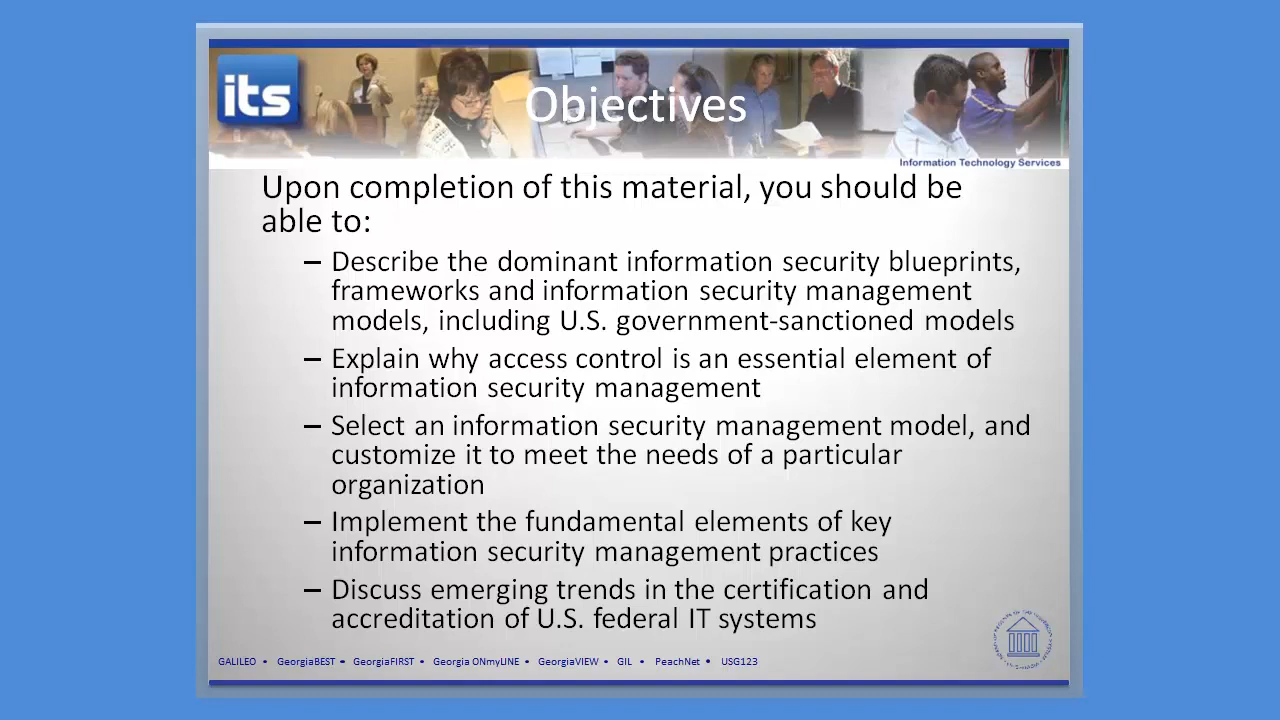 its
Objectives
Information Technology Services
Upon completion of this material, you should be
able to:
– Describe the dominant information security blueprints,
frameworks and information security management
models, including U.S. government-sanctioned models
– Explain why access control is an essential element of
information security management
– Select an information security management model, and
customize it to meet the needs of a particular
organization
– Implement the fundamental elements of key
information security management practices
– Discuss emerging trends in the certification and
accreditation of U.S. federal IT systems
GALILEO • GeorgiaBEST • GeorgiaFIRST • Georgia ONmyLINE • GeorgiaVIEW • GIL • PeachNet • USG123